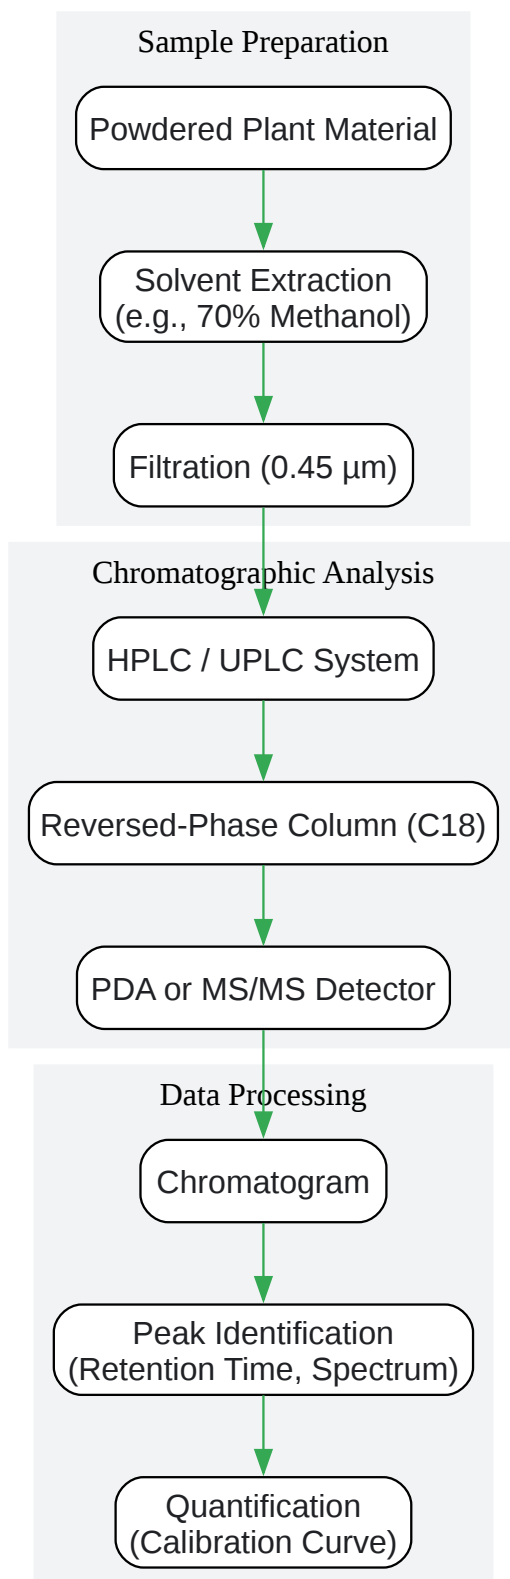 Sample Preparation
Powdered Plant Material
Solvent Extraction
(e.g., 70% Methanol)
Filtration (0.45 µm)
Chromatographic Analysis
HPLC / UPLC System
Reversed-Phase Column (C18)
PDA or MS/MS Detector
Data Processing
Chromatogram
Peak Identification
(Retention Time, Spectrum)
Quantification
(Calibration Curve)